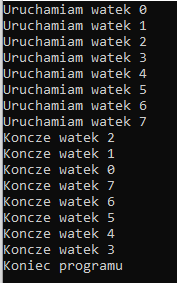 Uruchamiam watek 0
Uruchamiam watek 1
Uruchamiam watek 2
Uruchamiam watek 3
Uruchamiam watek 4
Uruchamiam watek 5
Uruchamiam watek 6
Uruchamiam watek 7
Koncze watek 2
Koncze watek 1
Koncze watek 0
Koncze watek 7
Koncze watek 6
Koncze watek 5
Koncze watek 4
Koncze watek 3
Koniec programu